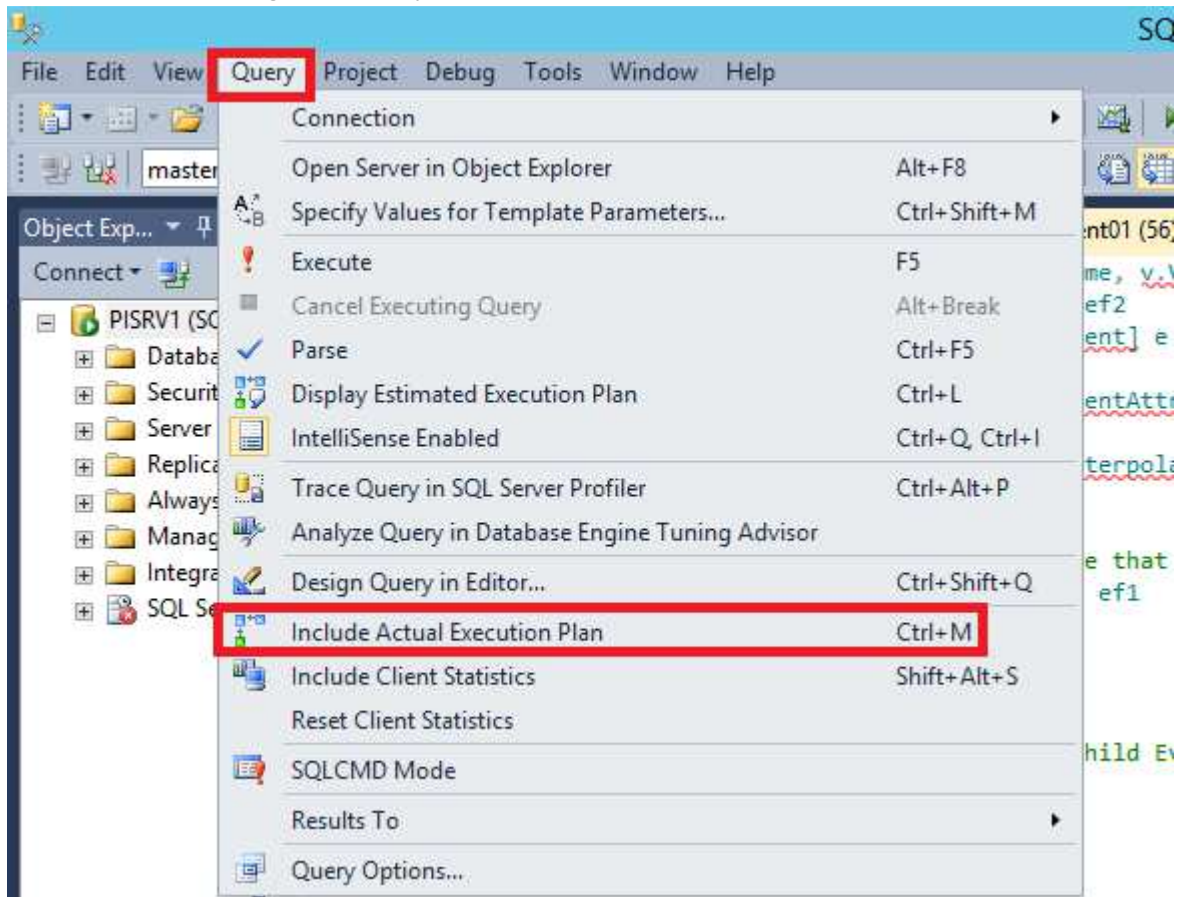 SQ
File Edit View Query Project Debug Tools Window Help
master
Connection
Open Server in Object Explorer Alt+F8
Specify Values for Template Parameters... Ctrl+Shift+M
Execute F5
Cancel Executing Query Alt+Break
Parse Ctrl+F5
Display Estimated Execution Plan Ctrl+L
IntelliSense Enabled Ctrl+Q, Ctrl+I
Trace Query in SQL Server Profiler Ctrl+Alt+P
Analyze Query in Database Engine Tuning Advisor
Design Query in Editor... Ctrl+Shift+Q
Include Actual Execution Plan Ctrl+M
Include Client Statistics Shift+Alt+S
Reset Client Statistics
SQLCMD Mode
Results To
Query Options...
Object Exp...
Connect
PISRV1 (SQ
Databa
Securit
Server
Replica
Always
Manag
Integra
SQL Se
ent01 (56)
me, v.V
ef2
ent] e
entAttr
terpola
e that
ef1
hild Ev